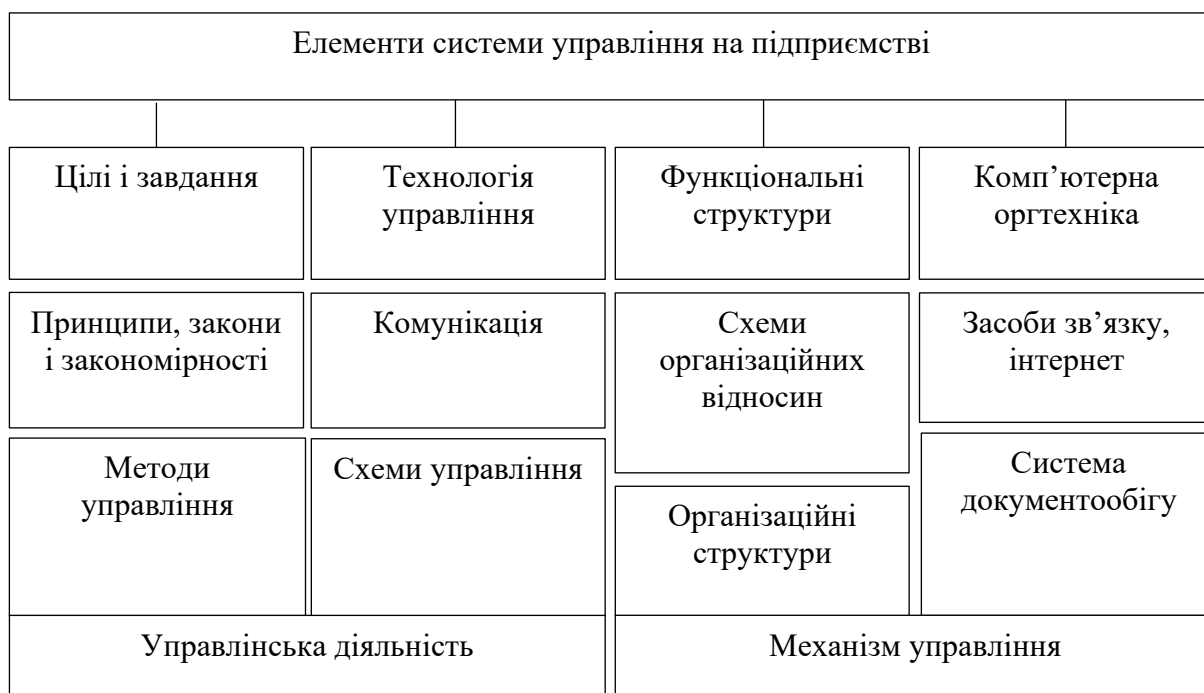 Елементи системи управління на підприємстві
Цілі і завдання
Технологія
управління
Функціональні
структури
Комп’ютерна
оргтехніка
Принципи, закони
і закономірності
Комунікація
Схеми
організаційних
відносин
Засоби зв’язку,
інтернет
Методи
управління
Схеми управління
Організаційні
структури
Система
документообігу
Управлінська діяльність
Механізм управління